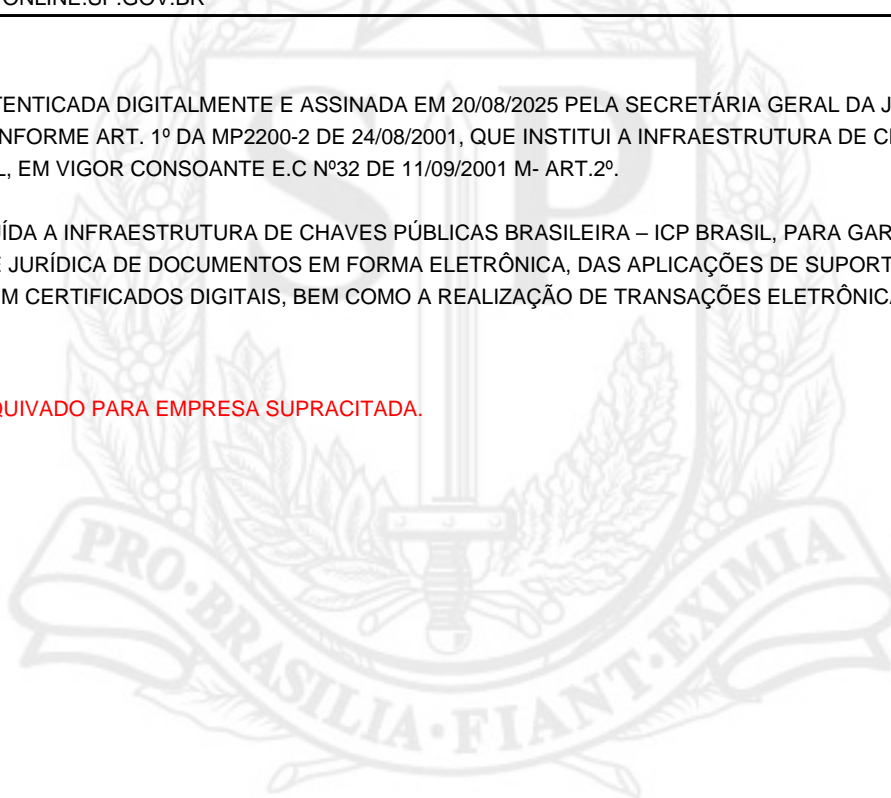 ONLINE.SP.GOV.BR
TENTICADA DIGITALMENTE E ASSINADA EM 20/08/2025 PELA SECRETÁRIA GERAL DA J
NFORME ART. 1º DA MP2200-2 DE 24/08/2001, QUE INSTITUI A INFRAESTRUTURA DE C
L, EM VIGOR CONSOANTE E.C Nº32 DE 11/09/2001 M- ART.2º.
ÍDA A INFRAESTRUTURA DE CHAVES PÚBLICAS BRASILEIRA – ICP BRASIL, PARA GAR
E JURÍDICA DE DOCUMENTOS EM FORMA ELETRÔNICA, DAS APLICAÇÕES DE SUPORT
M CERTIFICADOS DIGITAIS, BEM COMO A REALIZAÇÃO DE TRANSAÇÕES ELETRÔNICA
QUIVADO PARA EMPRESA SUPRACITADA.
SP
PRO·BRASILIA·FIANT·EXIMIA